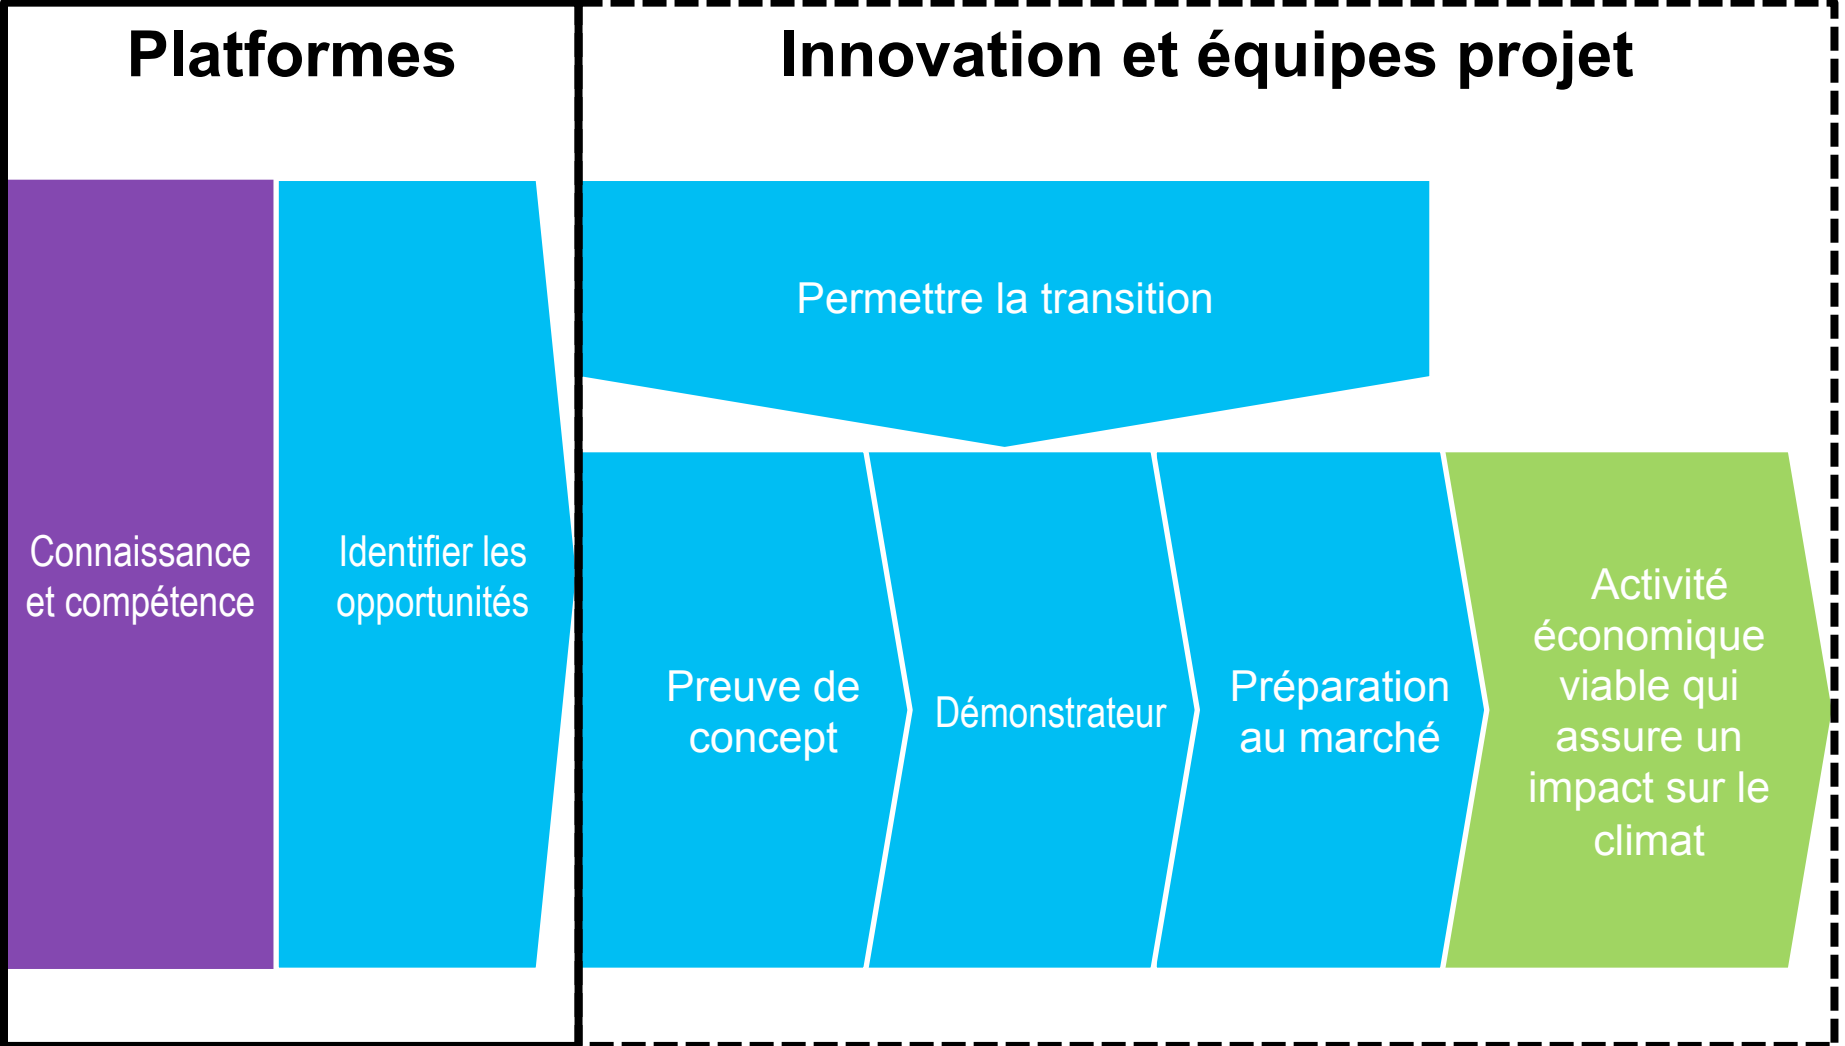 Platformes
Innovation et équipes projet
Permettre la transition
Connaissance
et compétence
Identifier les
opportunités
Preuve de
concept
Démonstrateur
Préparation
au marché
Activité
économique
viable qui
assure un
impact sur le
climat